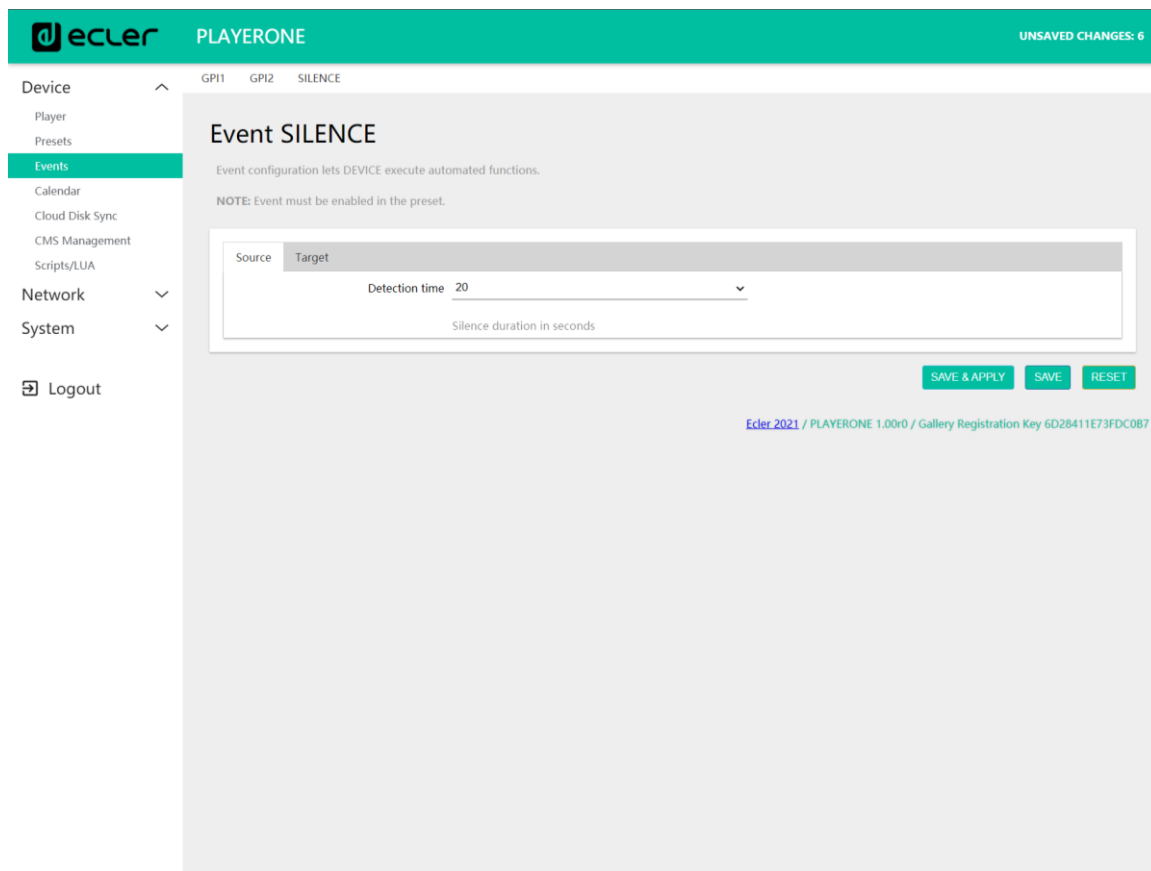 ecler
PLAYERONE
UNSAVED CHANGES: 6
Device
Player
Presets
Events
Calendar
Cloud Disk Sync
CMS Management
Scripts/LUA
Network
System
Logout
GPI1 GPI2 SILENCE
Event SILENCE
Event configuration lets DEVICE execute automated functions.
NOTE: Event must be enabled in the preset.
Source Target
Detection time 20
Silence duration in seconds
SAVE & APPLY SAVE RESET
Ecler 2021 / PLAYERONE 1.00r0 / Gallery Registration Key 6D28411E73FDC0B7